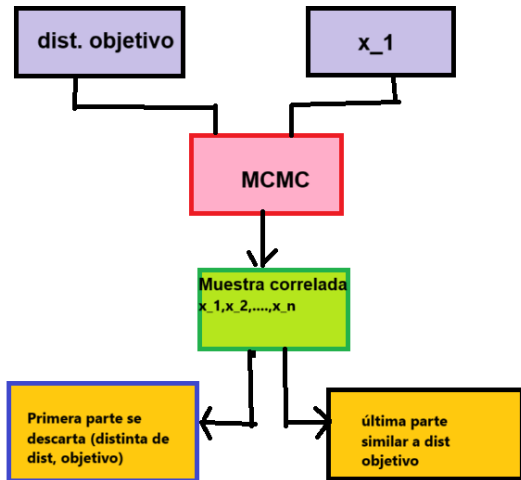 dist. objetivo
x_1
MCMC
Muestra correlada
x_1,x_2,....,x_n
Primera parte se
descarta (distinta de
dist, objetivo)
última parte
similar a dist
objetivo